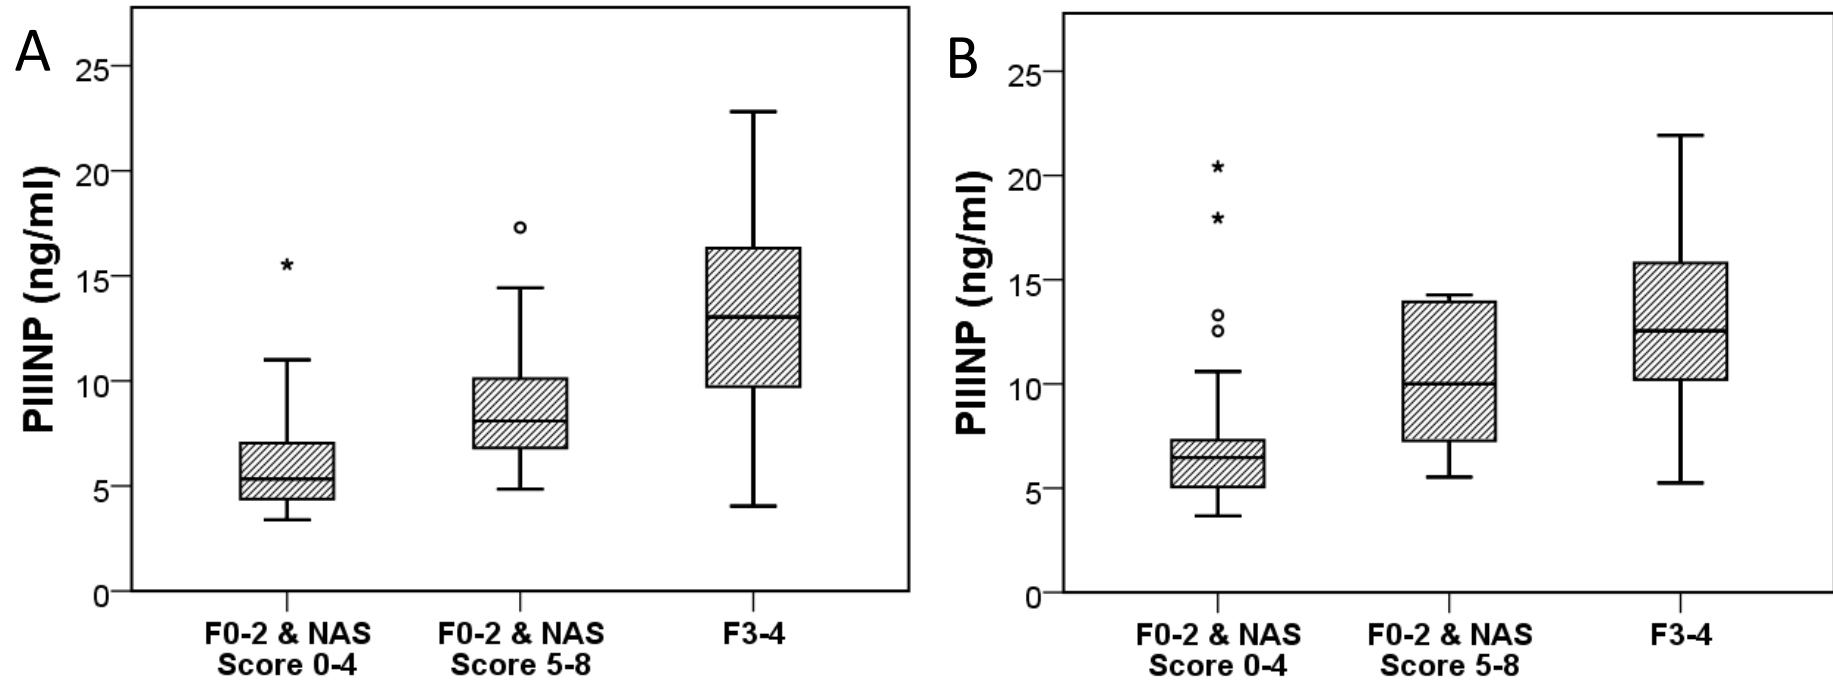 A
PIIINP (ng/ml)
25
20
15
10
5
0
F0-2 & NAS
Score 0-4
F0-2 & NAS
Score 5-8
F3-4
B
PIIINP (ng/ml)
25
20
15
10
5
0
F0-2 & NAS
Score 0-4
F0-2 & NAS
Score 5-8
F3-4